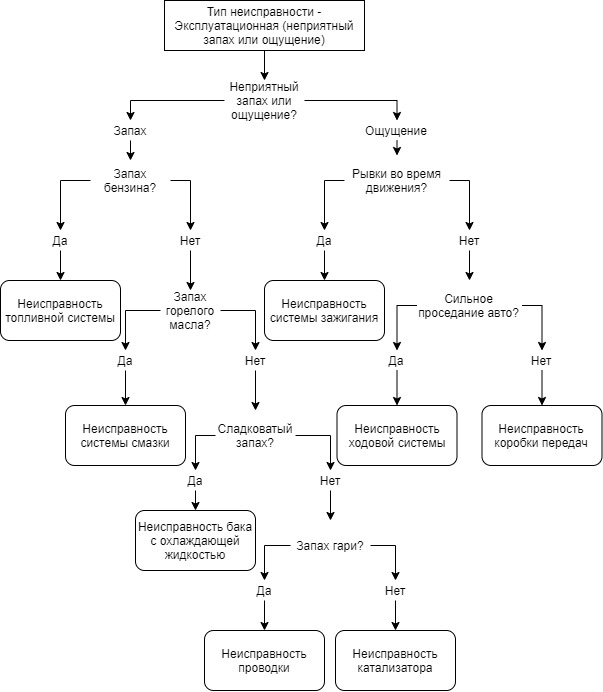 Тип неисправности -
Эксплуатационная (неприятный
запах или ощущение)
Неприятный
запах или
ощущение?
Запах
Ощущение
Запах
бензина?
Рывки во время
движения?
Да
Нет
Да
Нет
Неисправность
топливной системы
Запах
горелого
масла?
Неисправность
системы зажигания
Сильное
проседание авто?
Да
Нет
Да
Нет
Неисправность
системы смазки
Сладковатый
запах?
Неисправность
ходовой системы
Неисправность
коробки передач
Да
Нет
Неисправность бака
с охлаждающей
жидкостью
Запах гари?
Да
Нет
Неисправность
проводки
Неисправность
катализатора